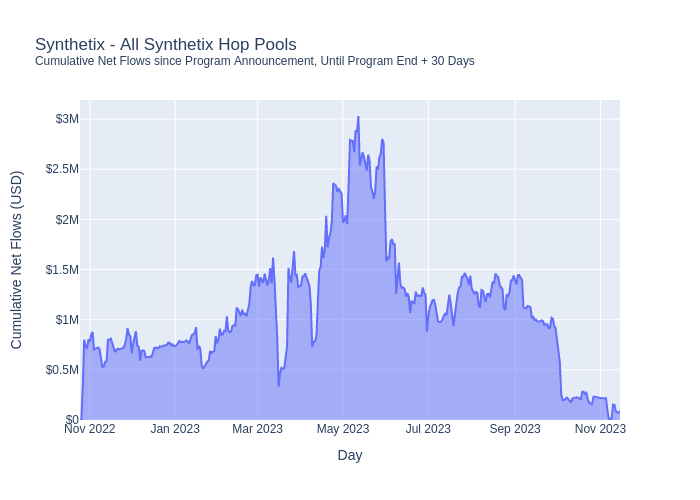 Synthetix - All Synthetix Hop Pools
Cumulative Net Flows since Program Announcement, Until Program End + 30 Days
Cumulative Net Flows (USD)
$3M
$2.5M
$2M
$1.5M
$1M
$0.5M
$0
Nov 2022 Jan 2023 Mar 2023 May 2023 Jul 2023 Sep 2023 Nov 2023
Day